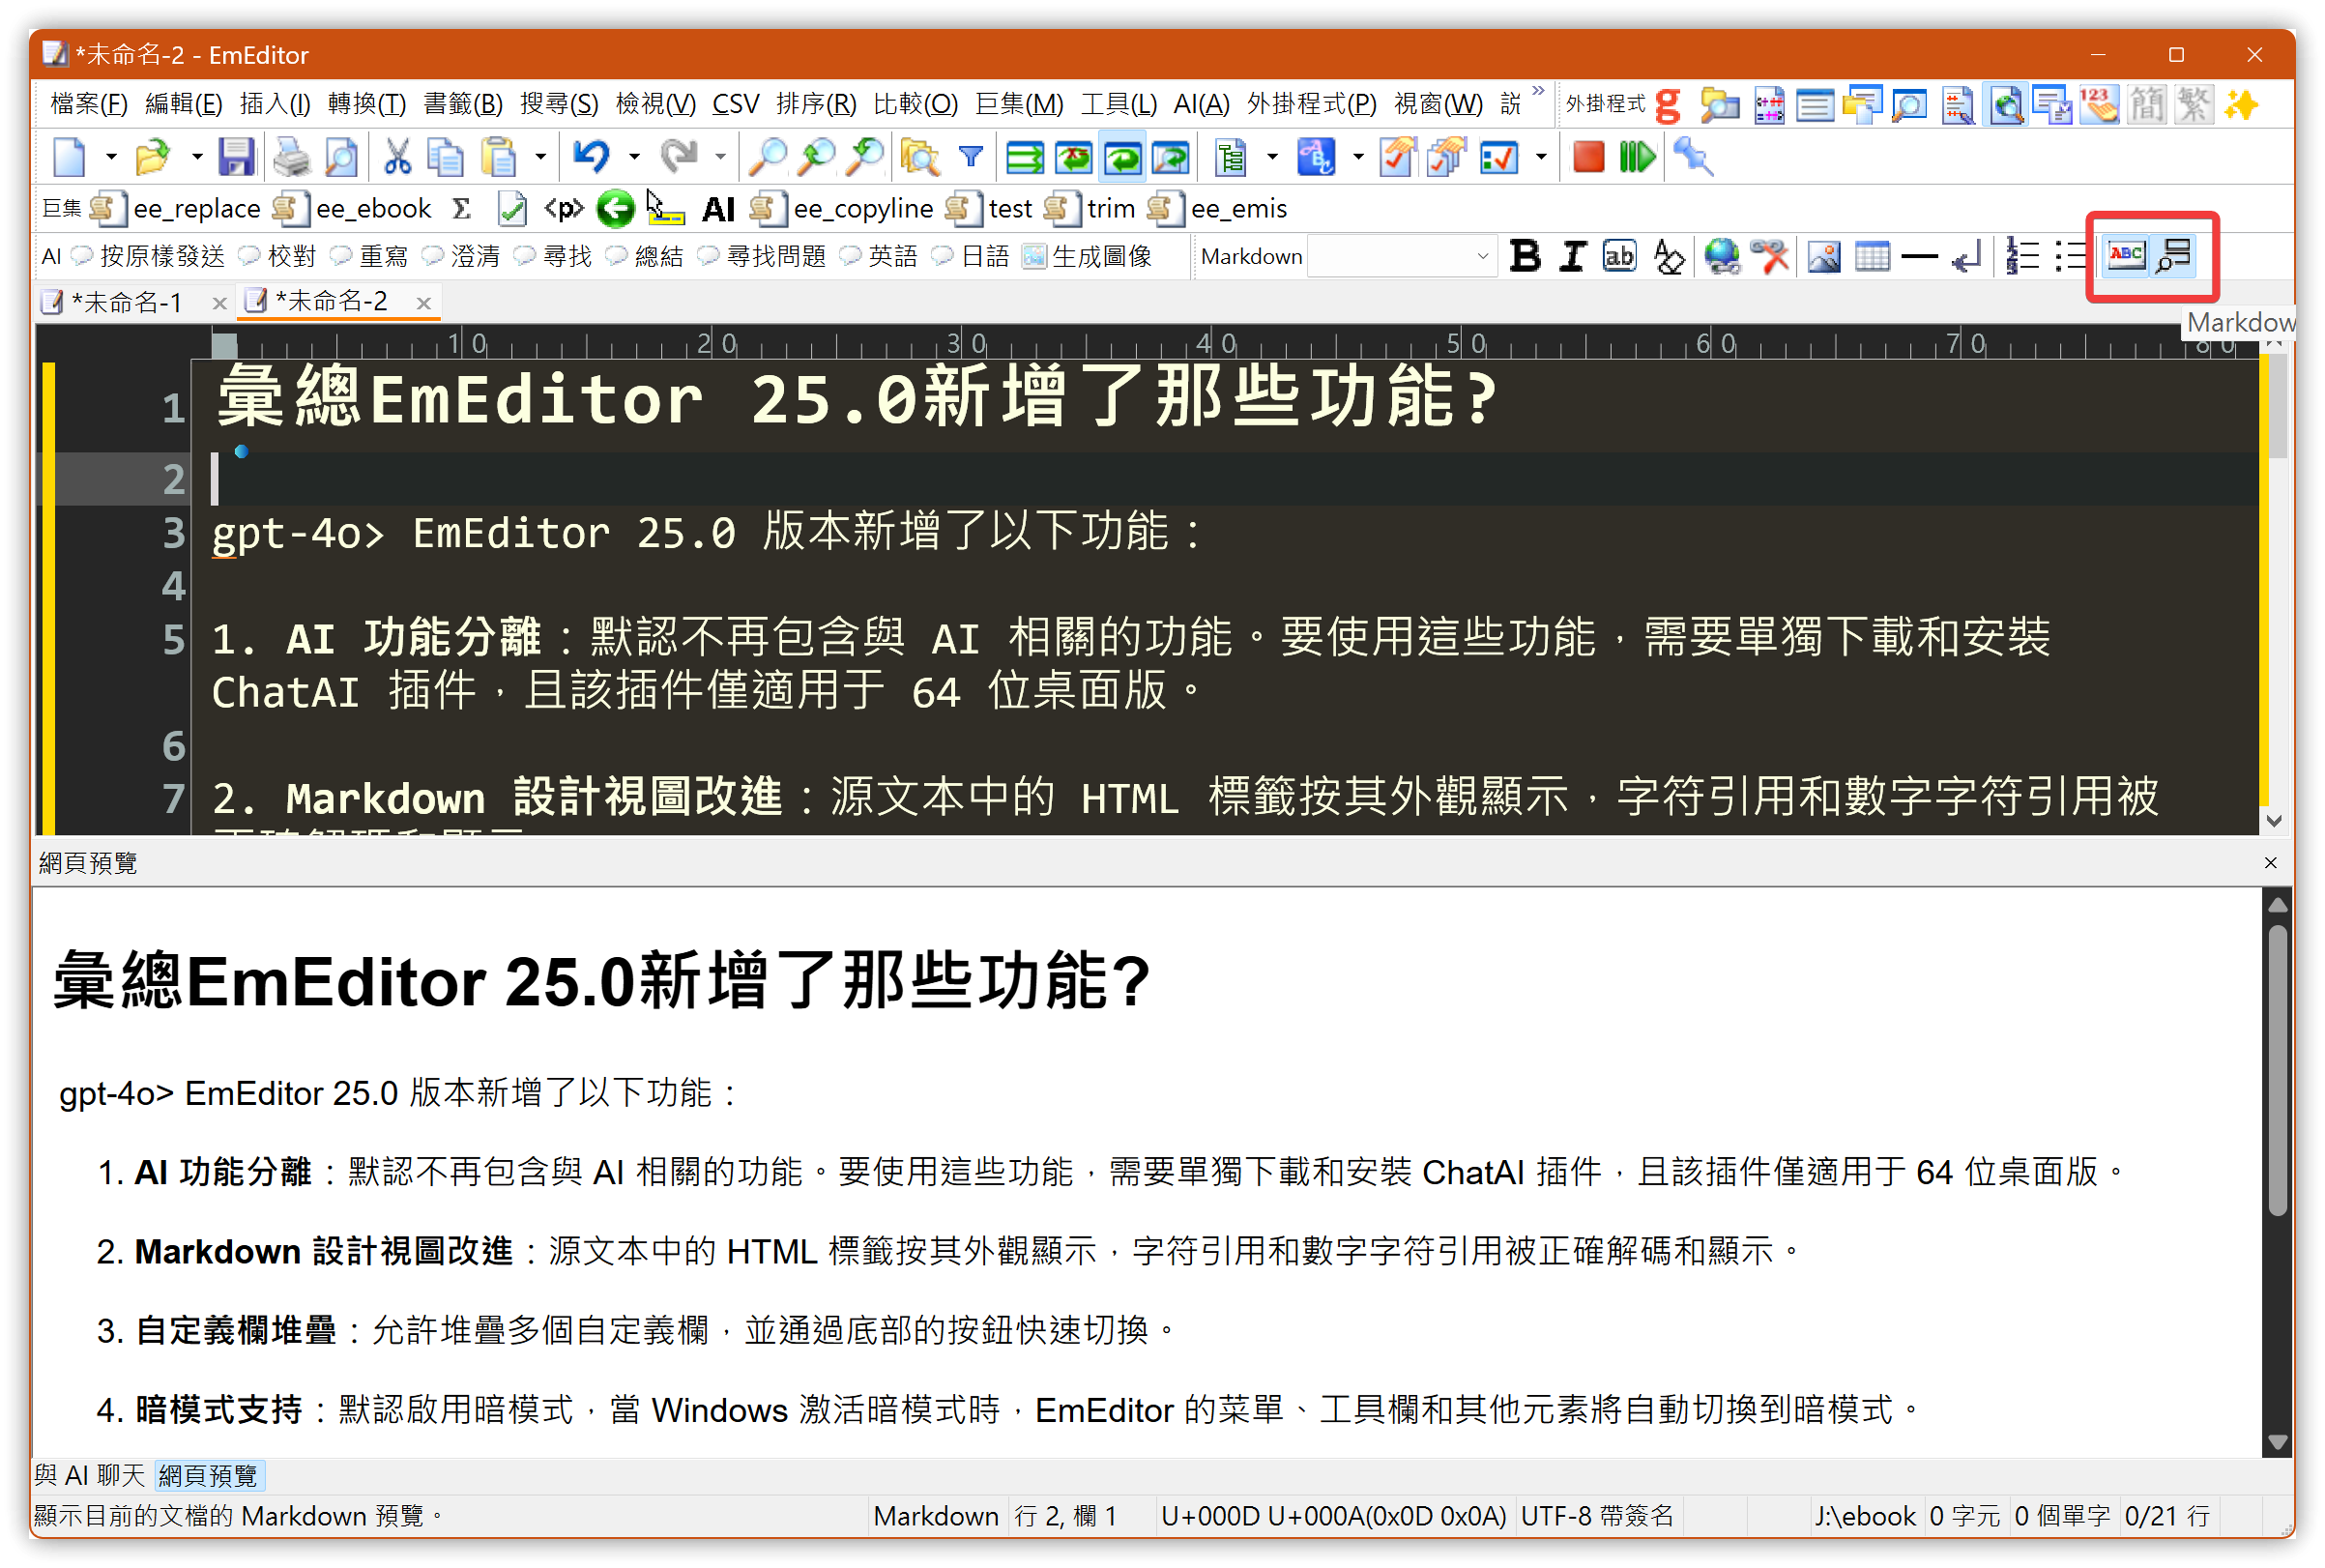 *未命名-2 - EmEditor
檔案(F) 編輯(E) 插入(I) 轉換(T) 書籤(B) 搜尋(S) 檢視(V) CSV 排序(R) 比較(O) 巨集(M) 工具(L) AI(A) 外掛程式(P) 視窗(W) 說 » 外掛程式 g 123 簡 繁
巨集 ee_replace ee_ebook Σ <p> AI ee_copyline test trim ee_emis
AI 按原樣發送 校對 重寫 澄清 尋找 總結 尋找問題 英語 日語 生成圖像 Markdown B I ab A ABC
*未命名-1 × *未命名-2 ×
Markdow
10 20 30 40 50 60 70 80
1 彙總EmEditor 25.0新增了那些功能?
2
3 gpt-4o> EmEditor 25.0 版本新增了以下功能：
4
5 1. AI 功能分離：默認不再包含與 AI 相關的功能。要使用這些功能，需要單獨下載和安裝
ChatAI 插件，且該插件僅適用于 64 位桌面版。
6
7 2. Markdown 設計視圖改進：源文本中的 HTML 標籤按其外觀顯示，字符引用和數字字符引用被
正確解碼和顯示
網頁預覽
彙總EmEditor 25.0新增了那些功能?
gpt-4o> EmEditor 25.0 版本新增了以下功能：
1. AI 功能分離：默認不再包含與 AI 相關的功能。要使用這些功能，需要單獨下載和安裝 ChatAI 插件，且該插件僅適用于 64 位桌面版。
2. Markdown 設計視圖改進：源文本中的 HTML 標籤按其外觀顯示，字符引用和數字字符引用被正確解碼和顯示。
3. 自定義欄堆疊：允許堆疊多個自定義欄，並通過底部的按鈕快速切換。
4. 暗模式支持：默認啟用暗模式，當 Windows 激活暗模式時，EmEditor 的菜單、工具欄和其他元素將自動切換到暗模式。
與 AI 聊天 網頁預覽
顯示目前的文檔的 Markdown 預覽。 Markdown 行 2, 欄 1 U+000D U+000A(0x0D 0x0A) UTF-8 帶簽名 J:\ebook 0 字元 0 個單字 0/21 行